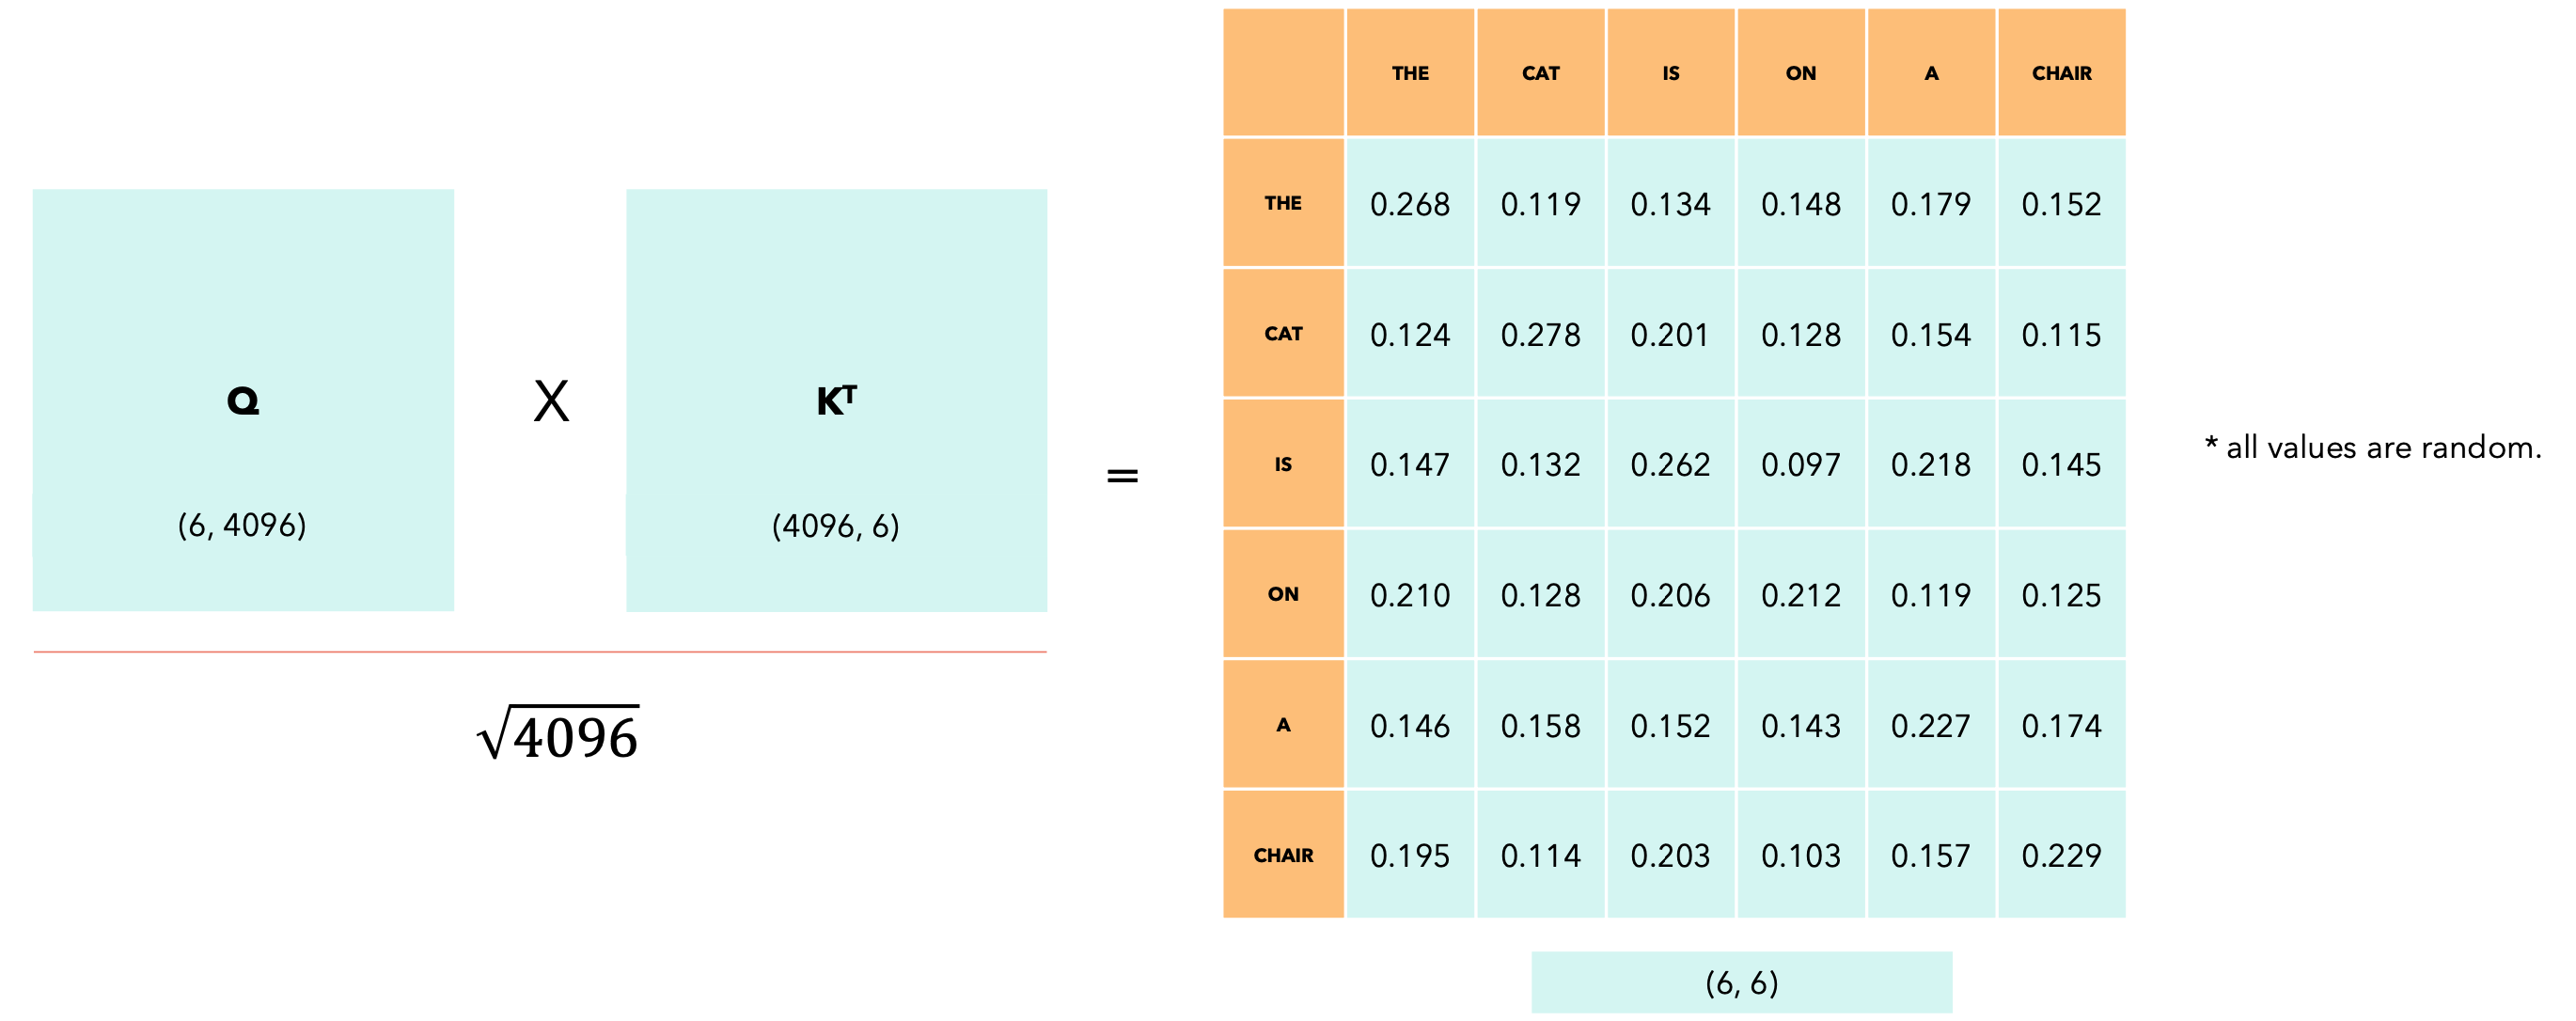 Q
(6, 4096)
X
Kᵀ
(4096, 6)
√4096
=
THE CAT IS ON A CHAIR
THE 0.268 0.119 0.134 0.148 0.179 0.152
CAT 0.124 0.278 0.201 0.128 0.154 0.115
IS 0.147 0.132 0.262 0.097 0.218 0.145
ON 0.210 0.128 0.206 0.212 0.119 0.125
A 0.146 0.158 0.152 0.143 0.227 0.174
CHAIR 0.195 0.114 0.203 0.103 0.157 0.229
(6, 6)
* all values are random.